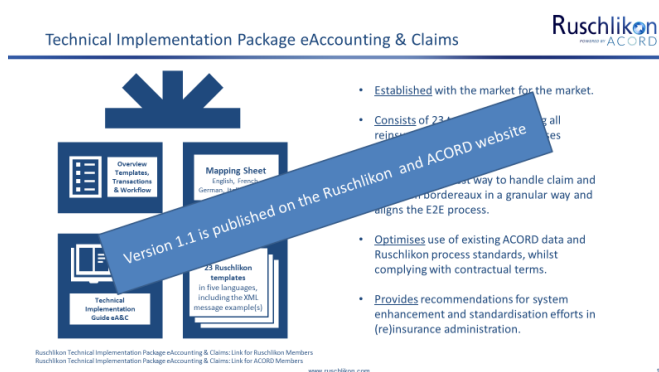 Technical Implementation Package eAccounting & Claims
Ruschlikon
POWERED BY ACORD
Overview
Templates,
Transactions
& Workflow
Mapping Sheet
English, French,
German,
Technical
Implementation
Guide eA&C
23 Ruschlikon
templates
in five languages,
including the XML
message example(s)
• Established with the market for the market.
• Consists of 23 all
way to handle claim and
bordereaux in a granular way and
aligns the E2E process.
• Optimises use of existing ACORD data and
Ruschlikon process standards, whilst
complying with contractual terms.
• Provides recommendations for system
enhancement and standardisation efforts in
(re)insurance administration.
Version 1.1 is published on the Ruschlikon and ACORD website
Ruschlikon Technical Implementation Package eAccounting & Claims: Link for Ruschlikon Members
Ruschlikon Technical Implementation Package eAccounting & Claims: Link for ACORD Members
www.ruschlikon.com